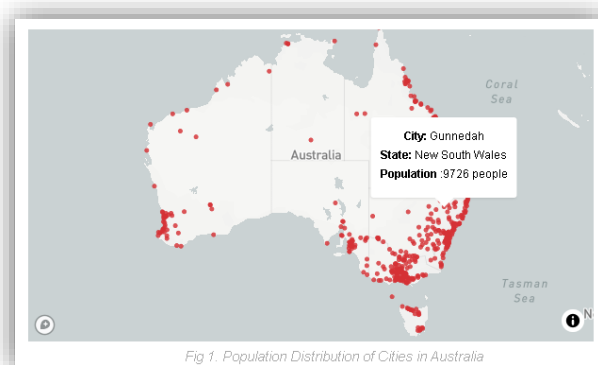 Coral
Sea
City: Gunnedah
State: New South Wales
Population :9726 people
Australia
Tasman
Sea
i
N
Fig 1. Population Distribution of Cities in Australia